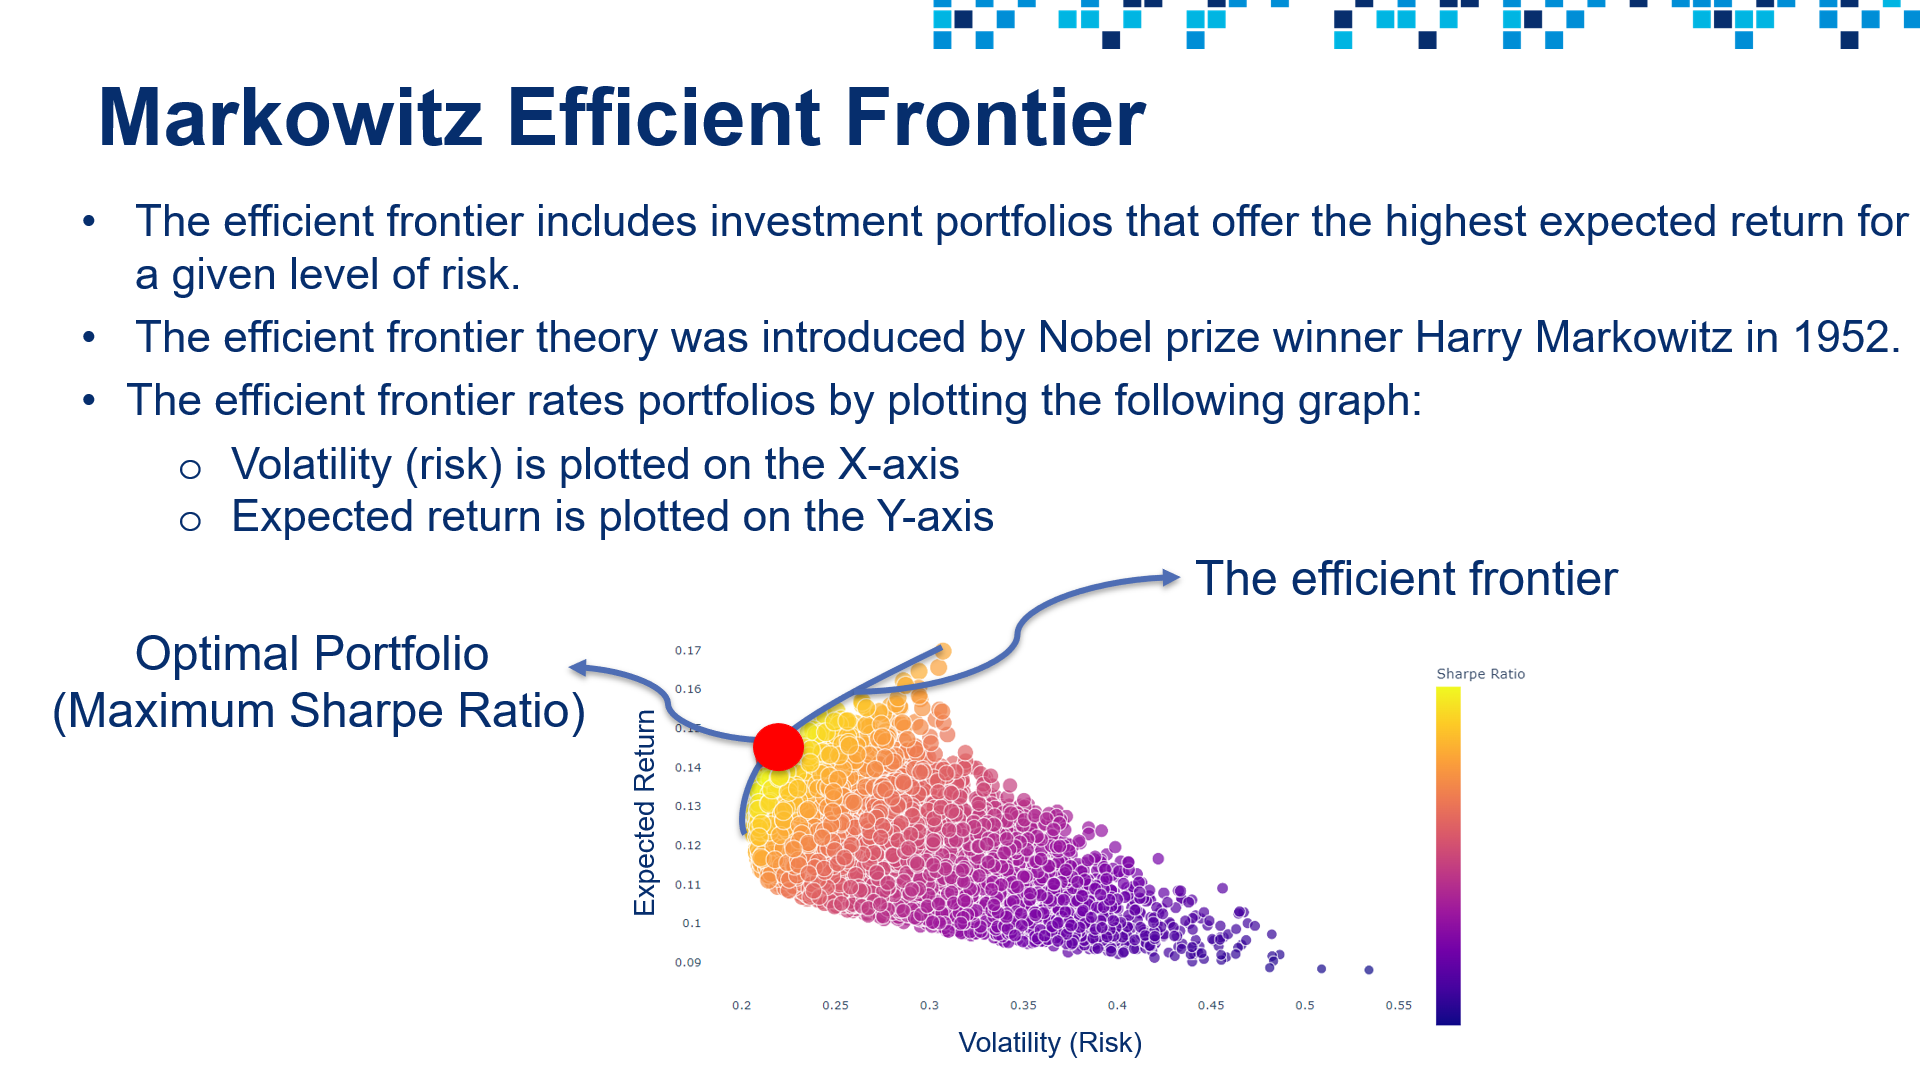 Markowitz Efficient Frontier
• The efficient frontier includes investment portfolios that offer the highest expected return for
a given level of risk.
• The efficient frontier theory was introduced by Nobel prize winner Harry Markowitz in 1952.
• The efficient frontier rates portfolios by plotting the following graph:
o Volatility (risk) is plotted on the X-axis
o Expected return is plotted on the Y-axis
The efficient frontier
Optimal Portfolio
(Maximum Sharpe Ratio)
Expected Return
0.17
0.16
0.15
0.14
0.13
0.12
0.11
0.1
0.09
0.2 0.25 0.3 0.35 0.4 0.45 0.5 0.55
Volatility (Risk)
Sharpe Ratio